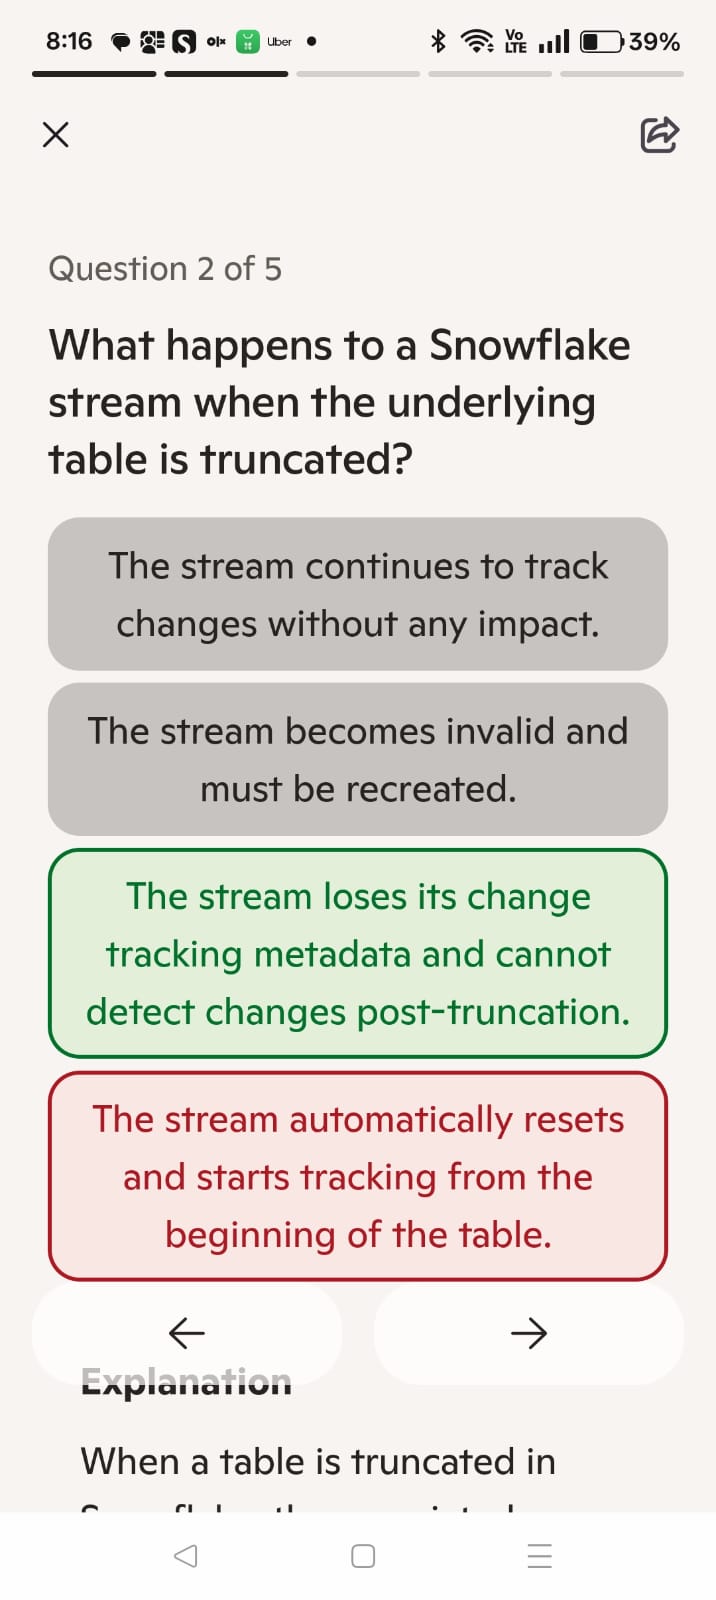 8:16
olx
Uber
Vo
LTE
39%
Question 2 of 5
What happens to a Snowflake
stream when the underlying
table is truncated?
The stream continues to track
changes without any impact.
The stream becomes invalid and
must be recreated.
The stream loses its change
tracking metadata and cannot
detect changes post-truncation.
The stream automatically resets
and starts tracking from the
beginning of the table.
Explanation
When a table is truncated in